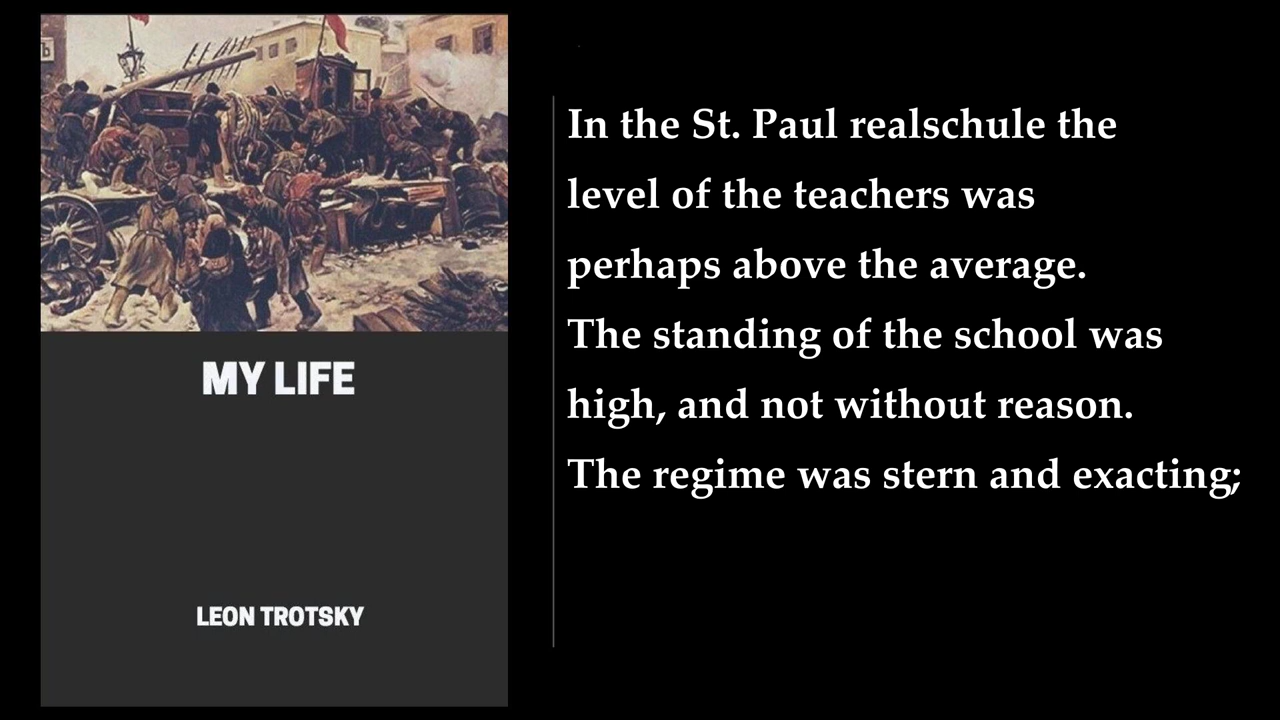 MY LIFE
LEON TROTSKY
In the St. Paul realschule the
level of the teachers was
perhaps above the average.
The standing of the school was
high, and not without reason.
The regime was stern and exacting;